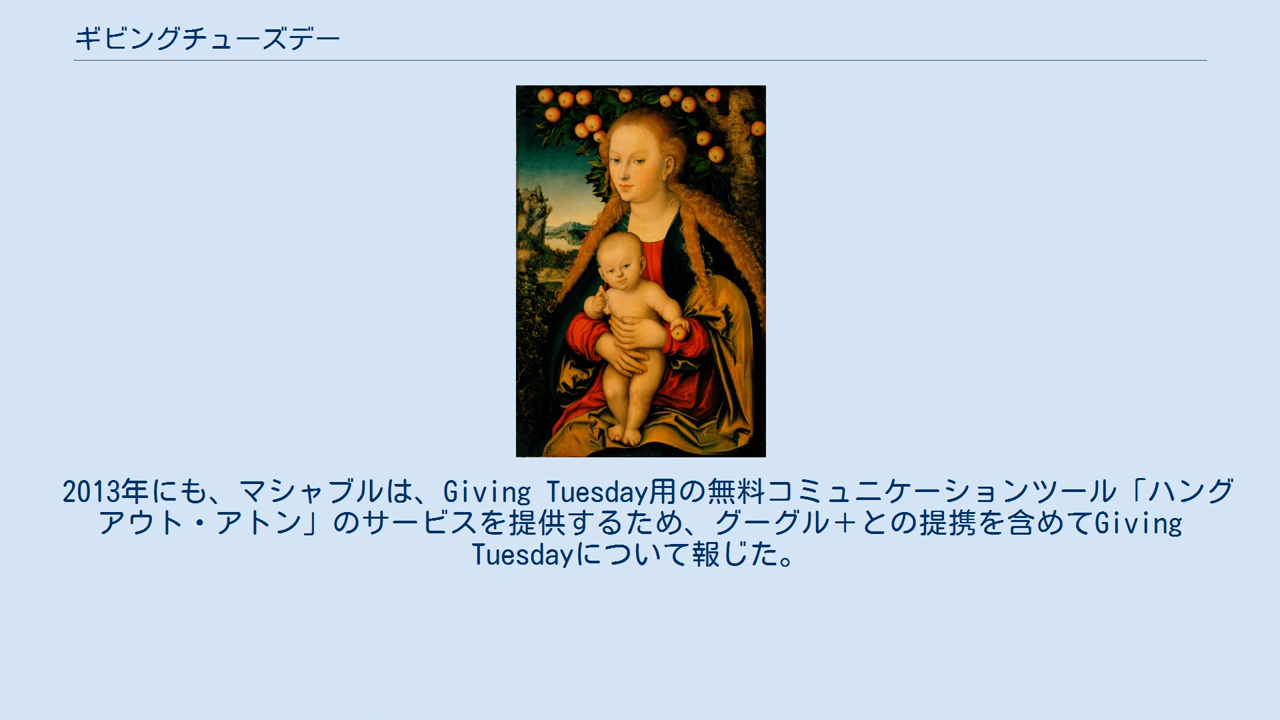 ギビングチューズデー
2013年にも、マシャブルは、Giving Tuesday用の無料コミュニケーションツール「ハング
アウト・アトン」のサービスを提供するため、グーグル＋との提携を含めてGiving
Tuesdayについて報じた。